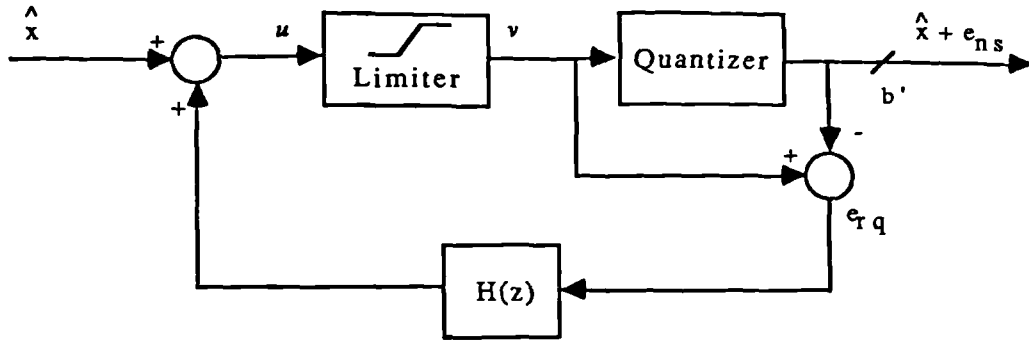 x̂
x̂ + e_ns
+
u
v
Limiter
Quantizer
b'
+
-
+
e_rq
H(z)